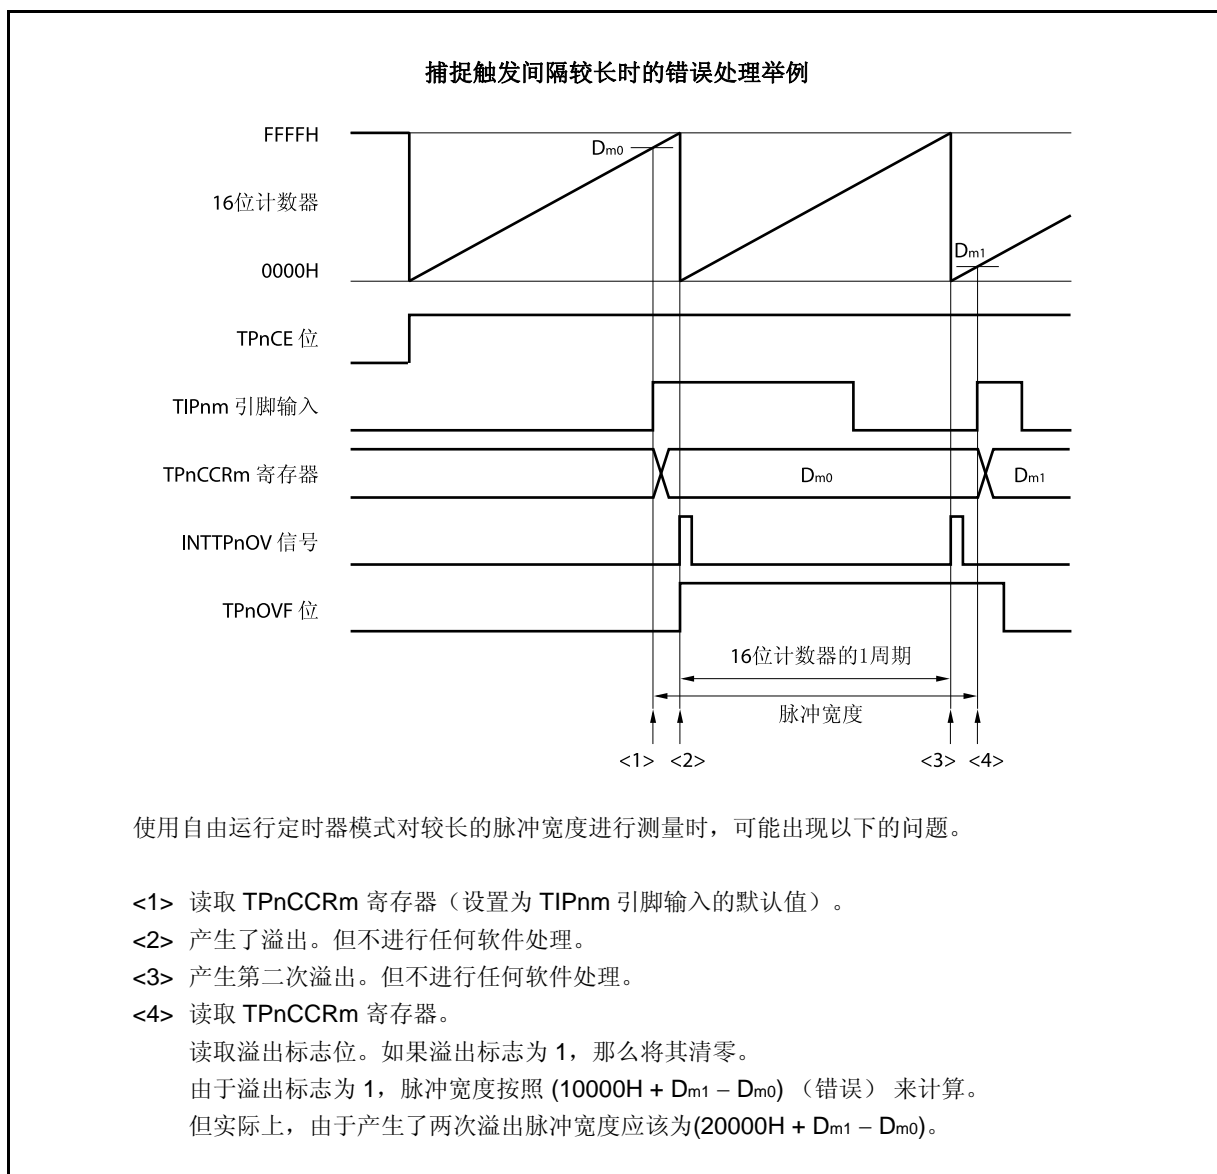 捕捉触发间隔较长时的错误处理举例
FFFFH
Dm0
16位计数器
Dm1
0000H
TPnCE 位
TIPnm 引脚输入
TPnCCRm 寄存器
Dm0
Dm1
INTTPnOV 信号
TPnOVF 位
16位计数器的1周期
脉冲宽度
<1> <2> <3> <4>
使用自由运行定时器模式对较长的脉冲宽度进行测量时，可能出现以下的问题。
<1> 读取 TPnCCRm 寄存器（设置为 TIPnm 引脚输入的默认值）。
<2> 产生了溢出。但不进行任何软件处理。
<3> 产生第二次溢出。但不进行任何软件处理。
<4> 读取 TPnCCRm 寄存器。
读取溢出标志位。如果溢出标志为 1，那么将其清零。
由于溢出标志为 1，脉冲宽度按照 (10000H + Dm1 – Dm0) （错误） 来计算。
但实际上，由于产生了两次溢出脉冲宽度应该为(20000H + Dm1 – Dm0)。